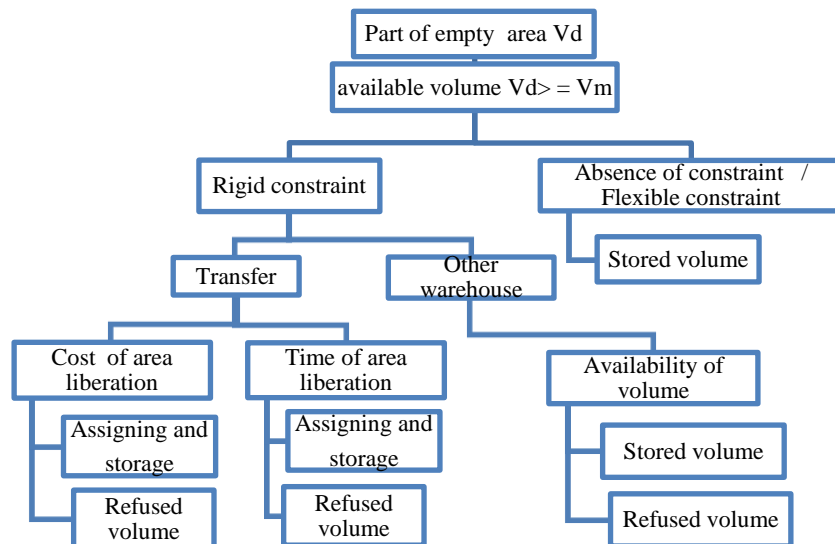 Part of empty area Vd
available volume Vd> = Vm
Rigid constraint
Absence of constraint /
Flexible constraint
Stored volume
Transfer
Other
warehouse
Cost of area
liberation
Time of area
liberation
Availability of
volume
Assigning and
storage
Refused
volume
Assigning and
storage
Refused
volume
Stored volume
Refused volume